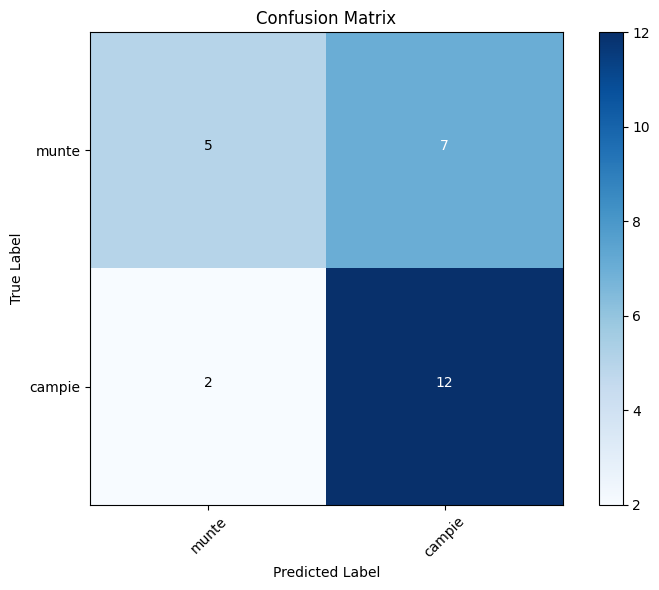 Confusion Matrix
True Label
munte
campie
5
7
2
12
munte
campie
Predicted Label
12
10
8
6
4
2